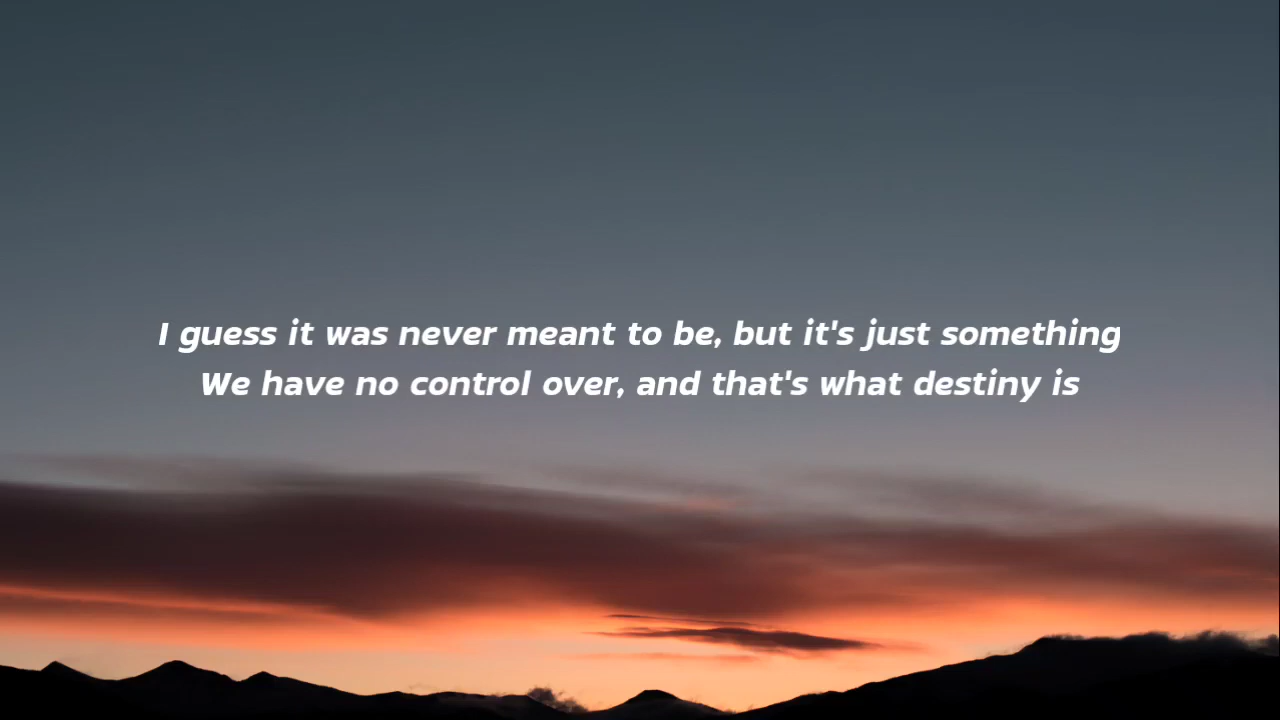 I guess it was never meant to be, but it's just something
We have no control over, and that's what destiny is